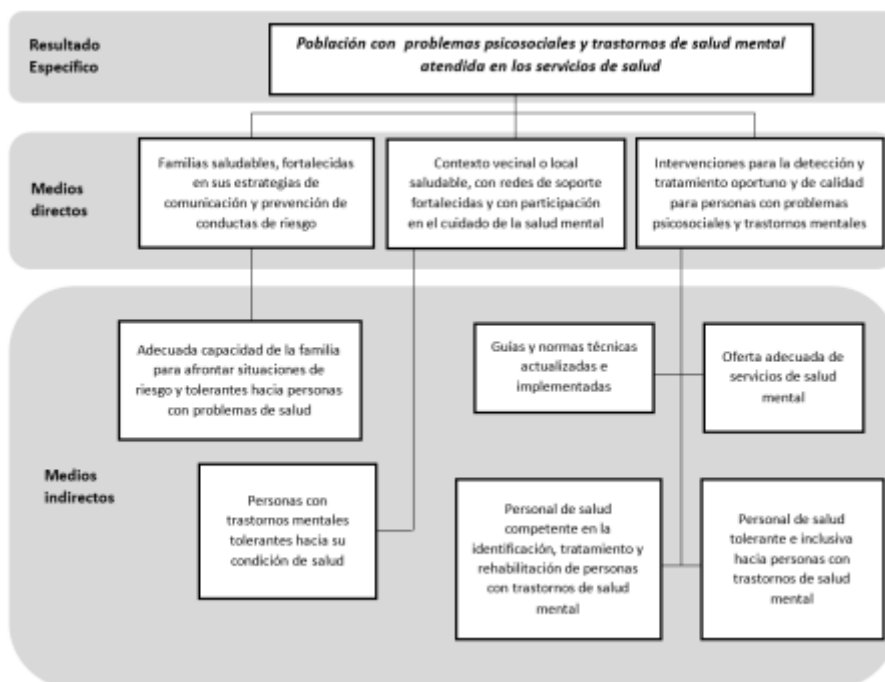 Resultado
Específico
Población con problemas psicosociales y trastornos de salud mental
atendida en los servicios de salud
Medios
directos
Familias saludables, fortalecidas
en sus estrategias de
comunicación y prevención de
conductas de riesgo
Contexto vecinal o local
saludable, con redes de soporte
fortalecidas y con participación
en el cuidado de la salud mental
Intervenciones para la detección y
tratamiento oportuno y de calidad
para personas con problemas
psicosociales y trastornos mentales
Medios
indirectos
Adecuada capacidad de la familia
para afrontar situaciones de
riesgo y tolerantes hacia personas
con problemas de salud
Guías y normas técnicas
actualizadas e
implementadas
Oferta adecuada de
servicios de salud
mental
Personas con
trastornos mentales
tolerantes hacia su
condición de salud
Personal de salud
competente en la
identificación, tratamiento y
rehabilitación de personas
con trastornos de salud
mental
Personal de salud
tolerante e inclusiva
hacia personas con
trastornos de salud
mental